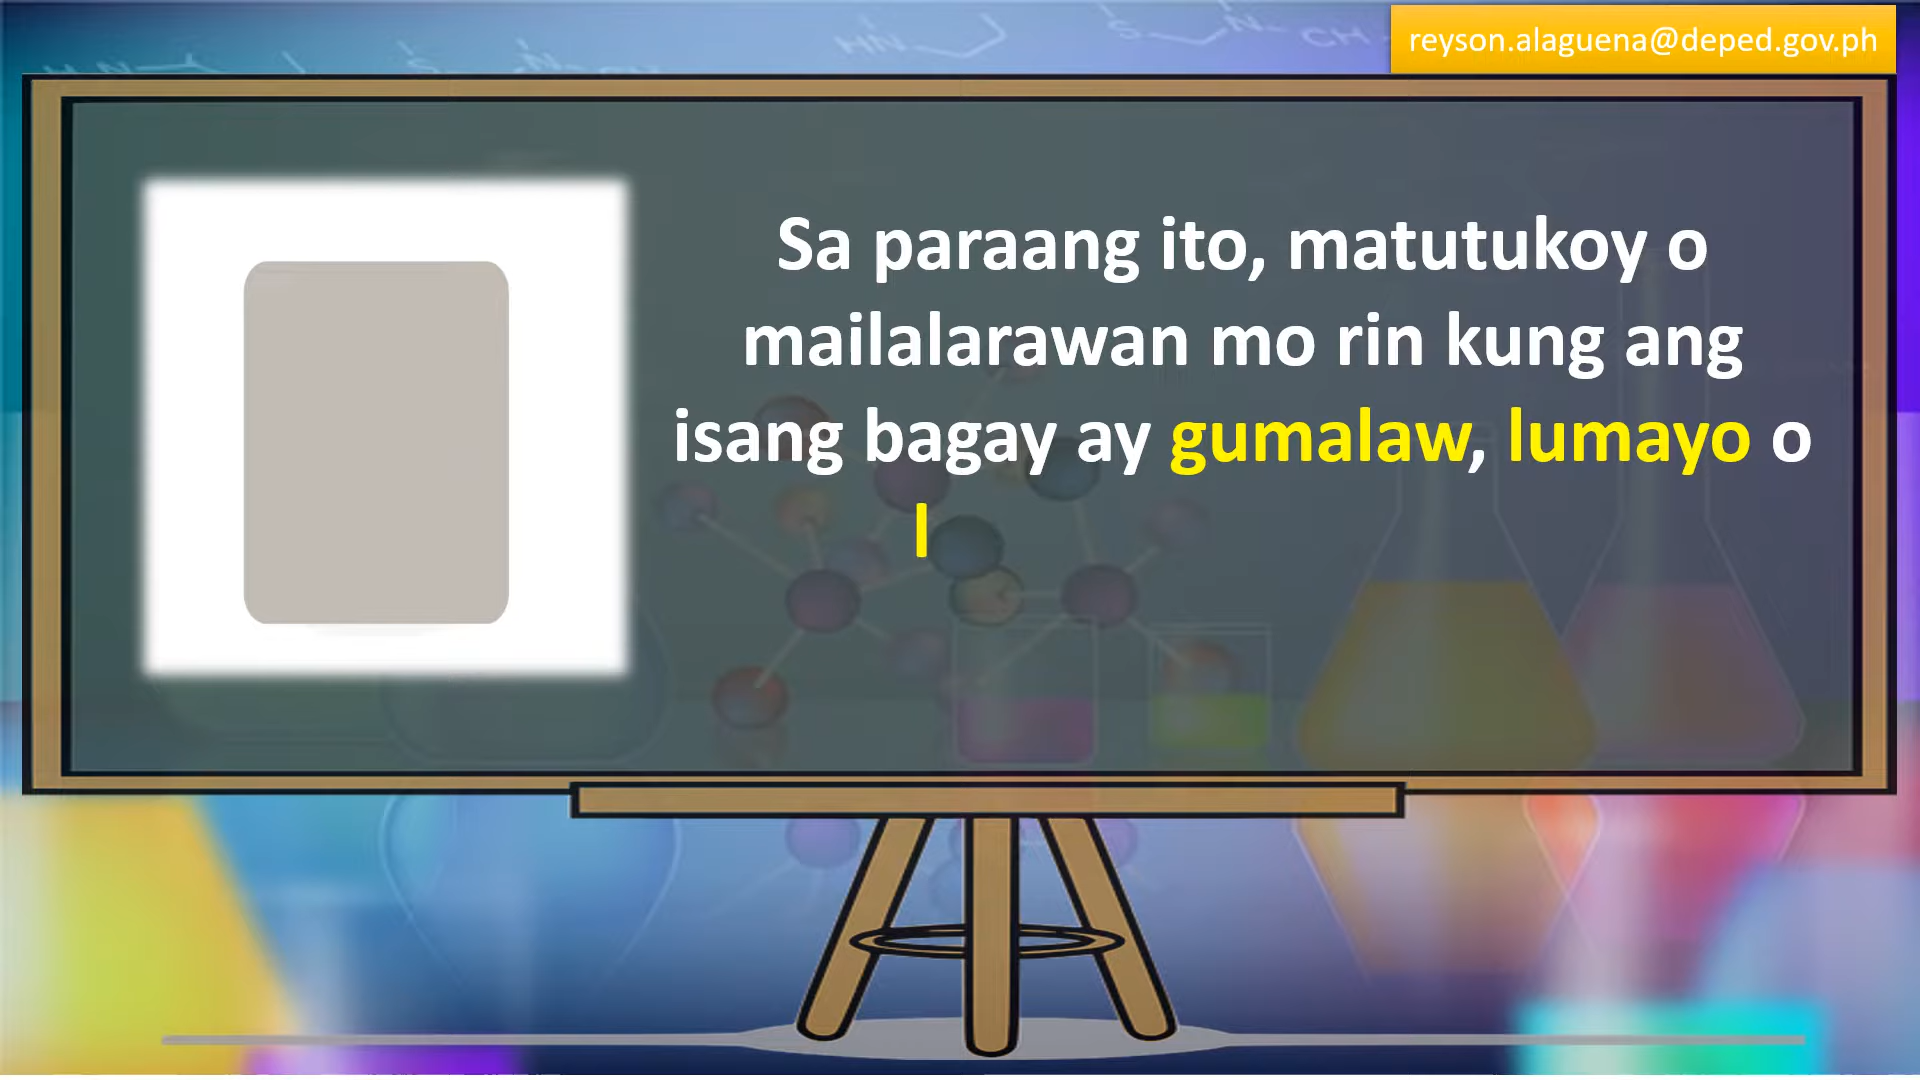 reyson.alaguena@deped.gov.ph
Sa paraang ito, matutukoy o
mailalarawan mo rin kung ang
isang bagay ay gumalaw, lumayo o
l